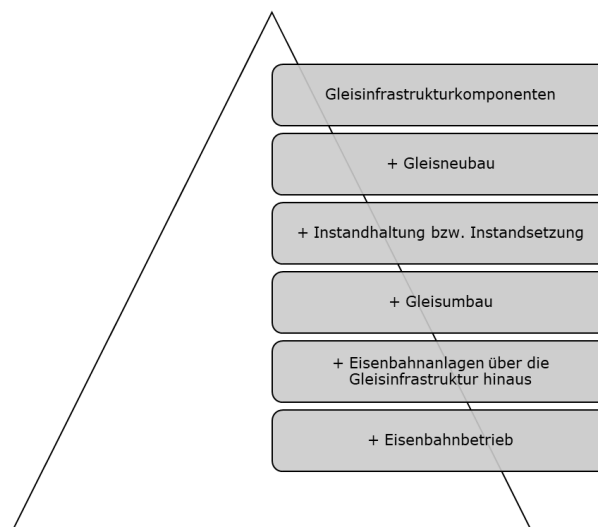 Gleisinfrastrukturkomponenten
+ Gleisneubau
+ Instandhaltung bzw. Instandsetzung
+ Gleisumbau
+ Eisenbahnanlagen über die
Gleisinfrastruktur hinaus
+ Eisenbahnbetrieb